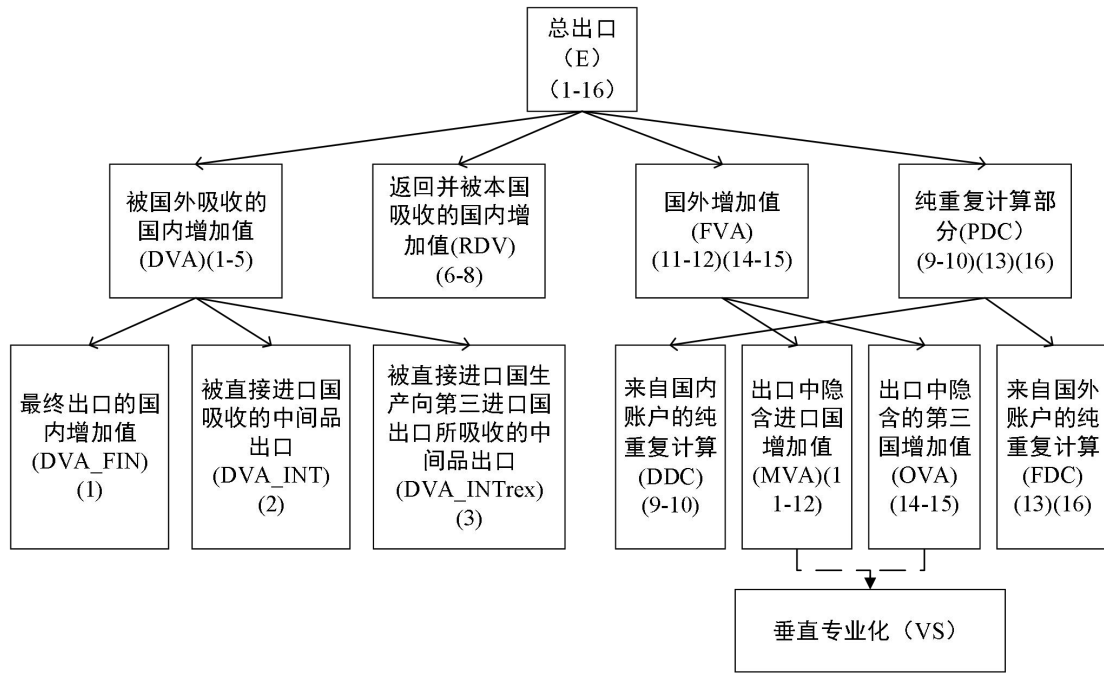 总出口
（E）
（1-16）
被国外吸收的
国内增加值
(DVA)(1-5)
返回并被本国
吸收的国内增
加值(RDV)
(6-8)
国外增加值
(FVA)
(11-12)(14-15)
纯重复计算部
分(PDC）
(9-10)(13)(16)
最终出口的国
内增加值
(DVA_FIN)
(1)
被直接进口国
吸收的中间品
出口
(DVA_INT)
(2)
被直接进口国生
产向第三进口国
出口所吸收的中
间品出口
(DVA_INTrex)
(3)
来自国内
账户的纯
重复计算
(DDC)
(9-10)
出口中隐
含进口国
增加值
(MVA)(1
1-12)
出口中隐
含的第三
国增加值
(OVA)
(14-15)
来自国外
账户的纯
重复计算
(FDC)
(13)(16)
垂直专业化（VS）